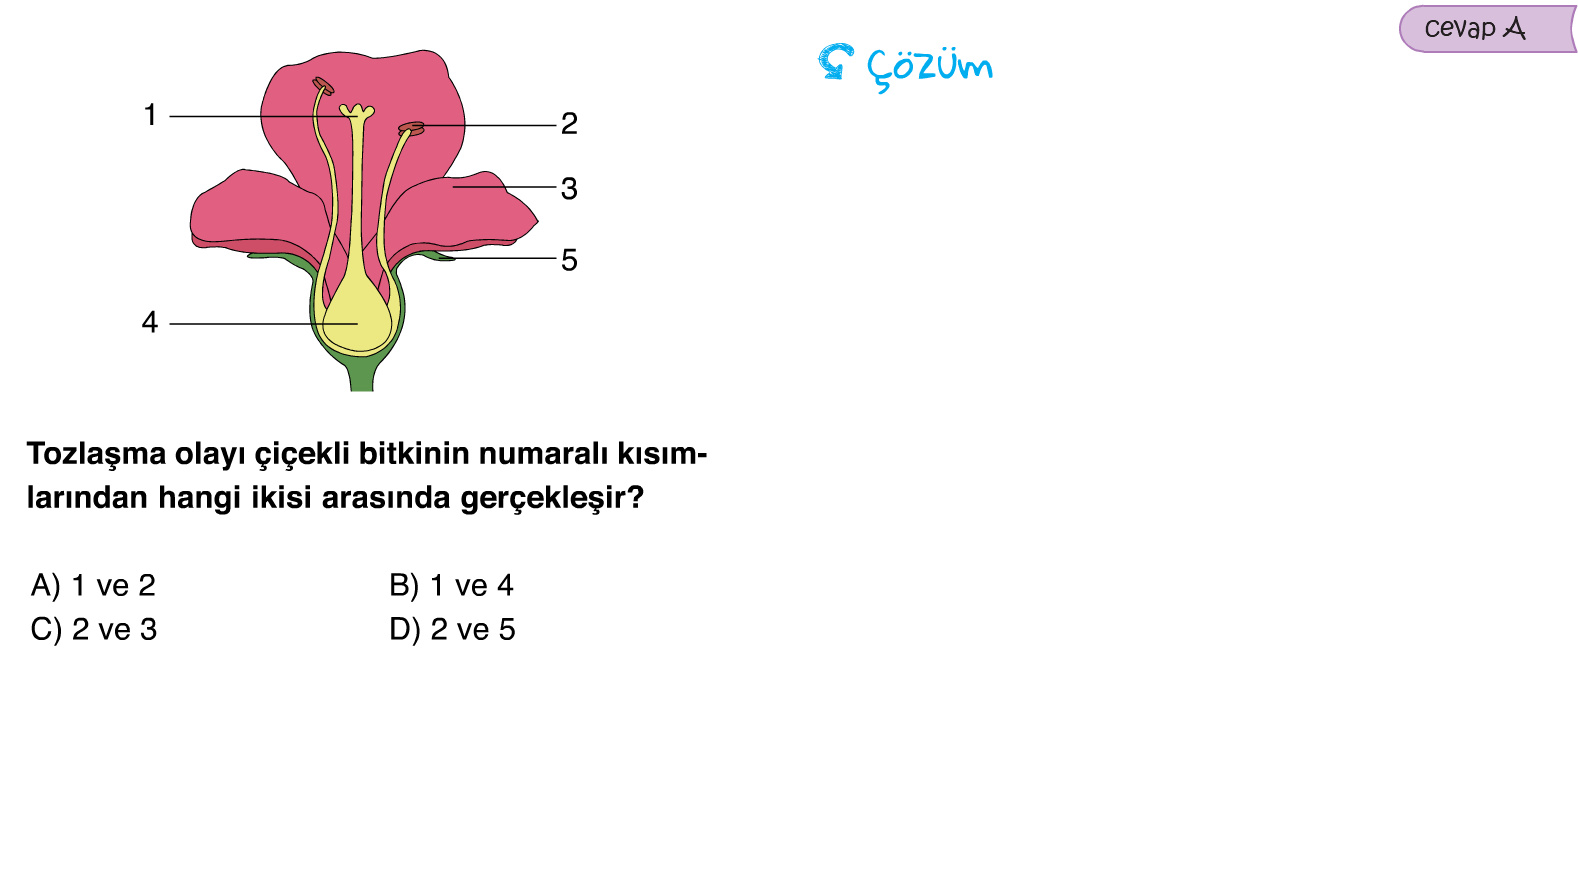 1
2
3
5
4
Tozlaşma olayı çiçekli bitkinin numaralı kısım-
larından hangi ikisi arasında gerçekleşir?
A) 1 ve 2
B) 1 ve 4
C) 2 ve 3
D) 2 ve 5
Çözüm
Cevap A